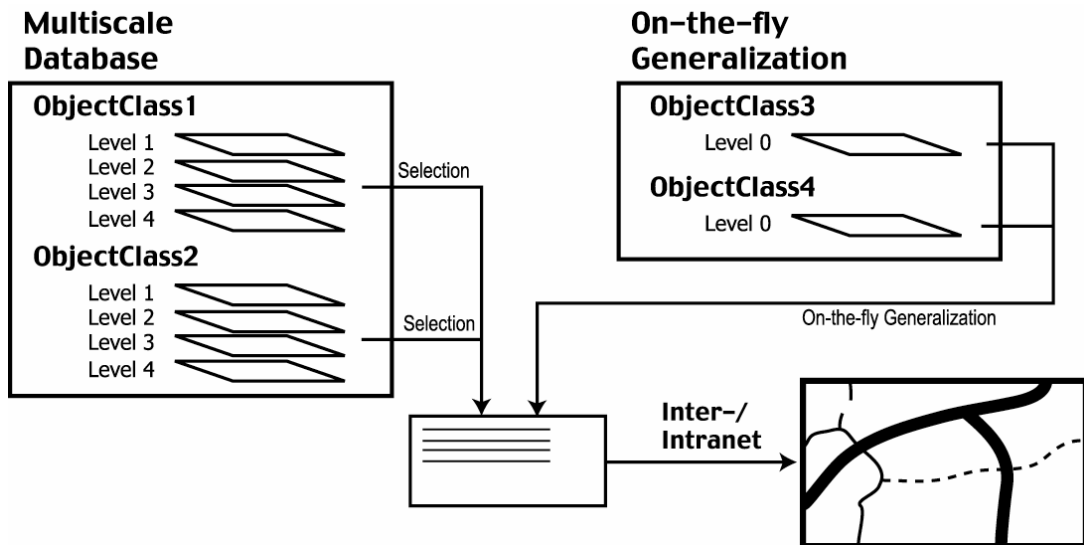 Multiscale
Database
ObjectClass1
Level 1
Level 2
Level 3
Level 4
Selection
ObjectClass2
Level 1
Level 2
Level 3
Level 4
Selection
On-the-fly
Generalization
ObjectClass3
Level 0
ObjectClass4
Level 0
On-the-fly Generalization
Inter-/
Intranet